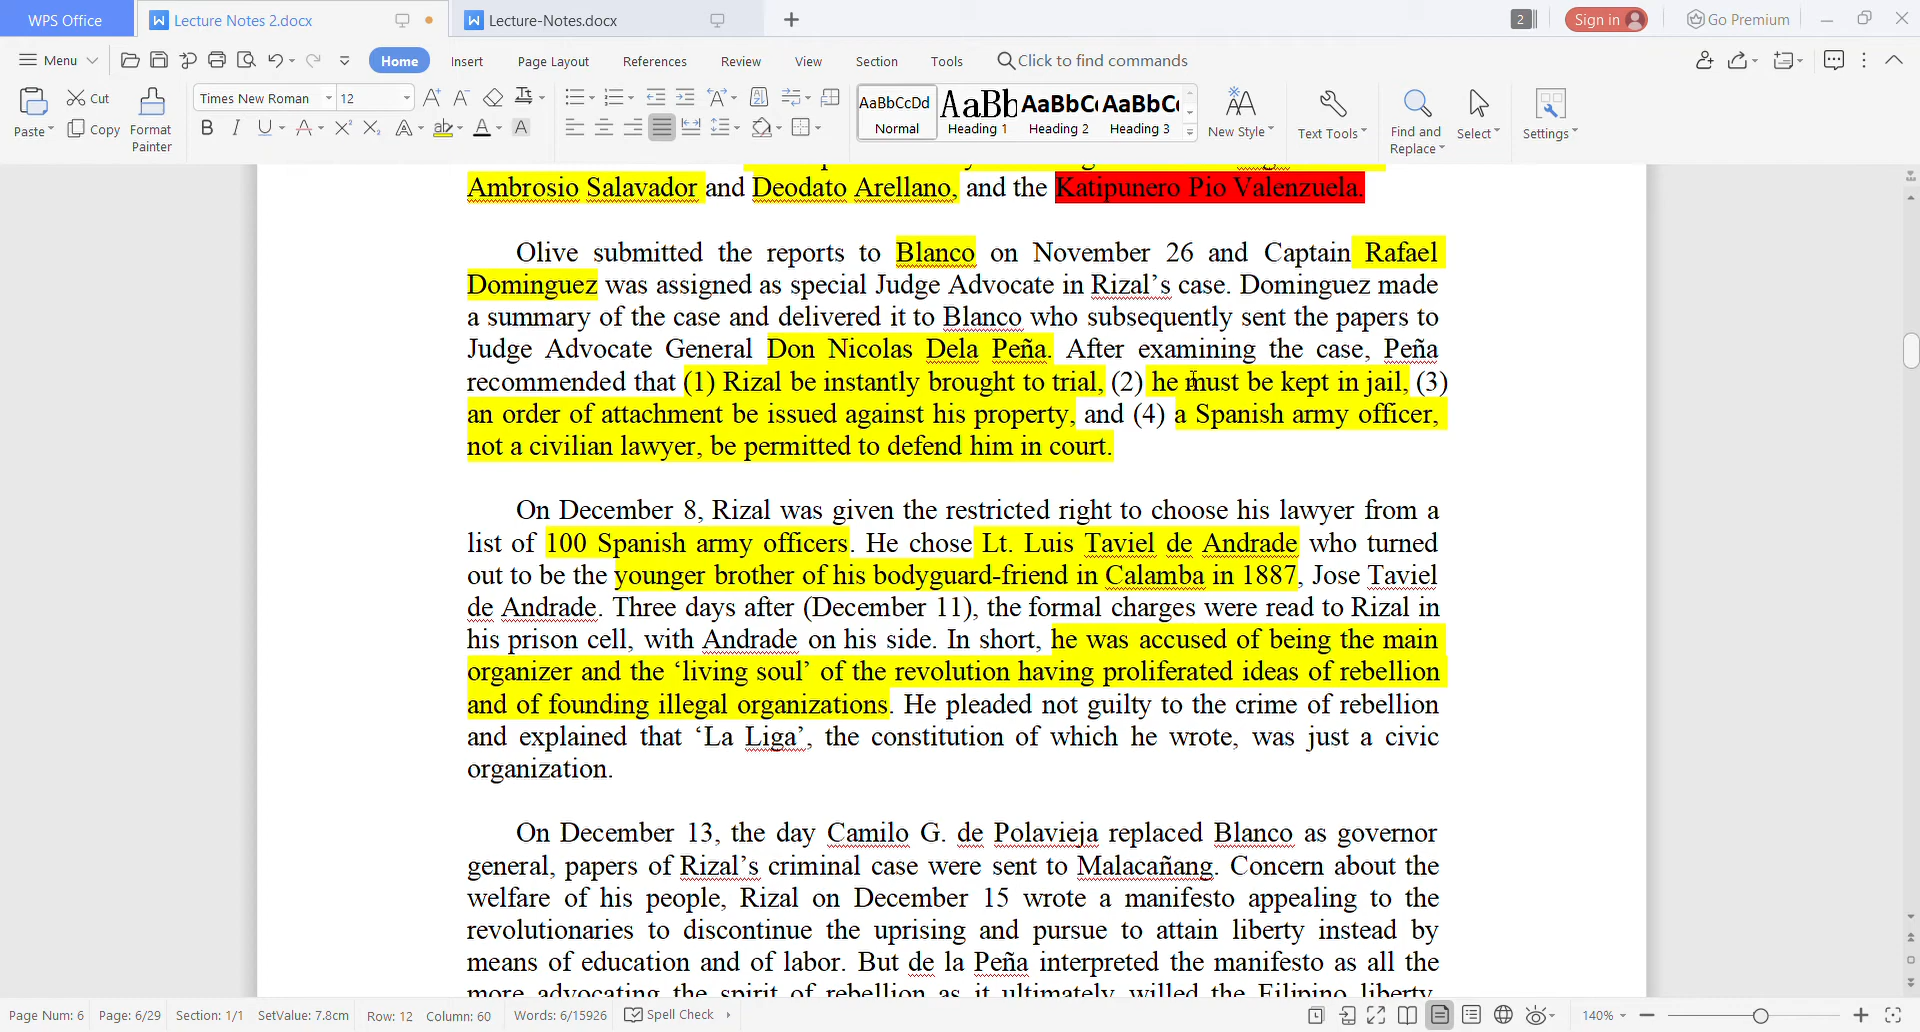 WPS Office
Lecture Notes 2.docx
Lecture-Notes.docx
2
Sign in
Go Premium
Menu
Home
Insert
Page Layout
References
Review
View
Section
Tools
Click to find commands
Paste
Cut
Copy
Format Painter
Times New Roman
12
AaBbCcDd
Normal
AaBb
Heading 1
AaBbC
Heading 2
AaBbC
Heading 3
New Style
Text Tools
Find and Replace
Select
Settings
Ambrosio Salavador and Deodato Arellano, and the Katipunero Pio Valenzuela.
Olive submitted the reports to Blanco on November 26 and Captain Rafael
Dominguez was assigned as special Judge Advocate in Rizal’s case. Dominguez made
a summary of the case and delivered it to Blanco who subsequently sent the papers to
Judge Advocate General Don Nicolas Dela Peña. After examining the case, Peña
recommended that (1) Rizal be instantly brought to trial, (2) he must be kept in jail, (3)
an order of attachment be issued against his property, and (4) a Spanish army officer,
not a civilian lawyer, be permitted to defend him in court.
On December 8, Rizal was given the restricted right to choose his lawyer from a
list of 100 Spanish army officers. He chose Lt. Luis Taviel de Andrade who turned
out to be the younger brother of his bodyguard-friend in Calamba in 1887, Jose Taviel
de Andrade. Three days after (December 11), the formal charges were read to Rizal in
his prison cell, with Andrade on his side. In short, he was accused of being the main
organizer and the ‘living soul’ of the revolution having proliferated ideas of rebellion
and of founding illegal organizations. He pleaded not guilty to the crime of rebellion
and explained that ‘La Liga’, the constitution of which he wrote, was just a civic
organization.
On December 13, the day Camilo G. de Polavieja replaced Blanco as governor
general, papers of Rizal’s criminal case were sent to Malacañang. Concern about the
welfare of his people, Rizal on December 15 wrote a manifesto appealing to the
revolutionaries to discontinue the uprising and pursue to attain liberty instead by
means of education and of labor. But de la Peña interpreted the manifesto as all the
more advocating the spirit of rebellion as it ultimately willed the Filipino liberty.
Page Num: 6
Page: 6/29
Section: 1/1
SetValue: 7.8cm
Row: 12
Column: 60
Words: 6/15926
Spell Check
140%